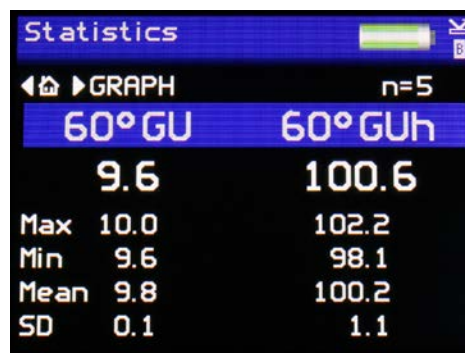 Statistics
B
GRAPH n=5
60°GU 60°GUh
9.6 100.6
Max 10.0 102.2
Min 9.6 98.1
Mean 9.8 100.2
SD 0.1 1.1